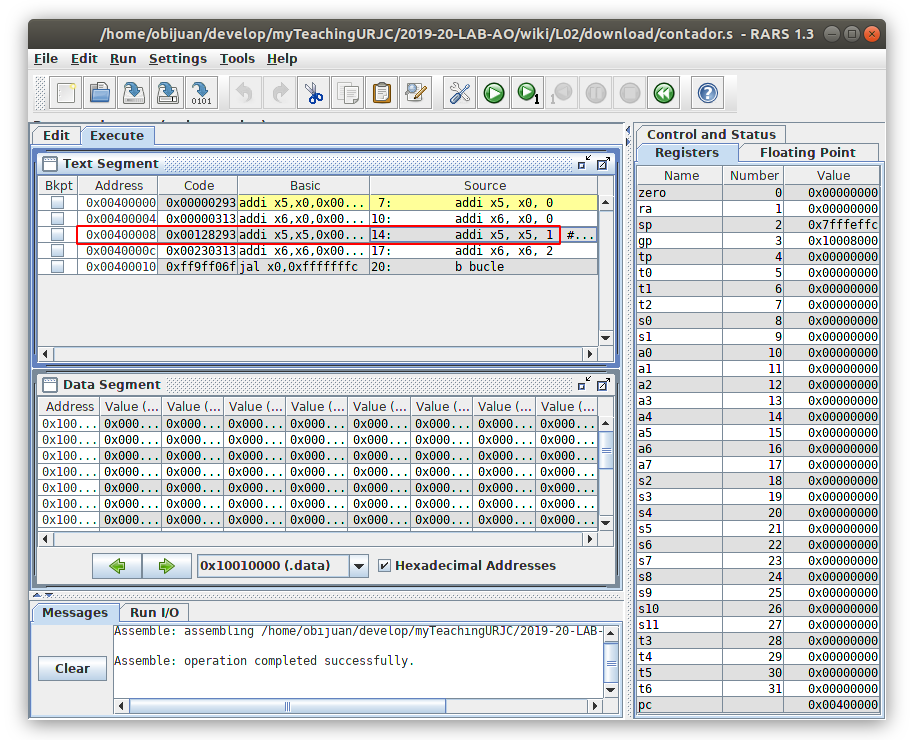 /home/obijuan/develop/myTeachingURJC/2019-20-LAB-AO/wiki/L02/download/contador.s - RARS 1.3
File Edit Run Settings Tools Help
Edit Execute
Text Segment
Bkpt Address Code Basic Source
0x00400000 0x00000293 addi x5,x0,0x00... 7: addi x5, x0, 0
0x00400004 0x00000313 addi x6,x0,0x00... 10: addi x6, x0, 0
0x00400008 0x00128293 addi x5,x5,0x00... 14: addi x5, x5, 1 #...
0x0040000c 0x00230313 addi x6,x6,0x00... 17: addi x6, x6, 2
0x00400010 0xff9ff06f jal x0,0xfffffffc 20: b bucle
Data Segment
Address Value (... Value (... Value (... Value (... Value (... Value (... Value (... Value (...
0x100... 0x000... 0x000... 0x000... 0x000... 0x000... 0x000... 0x000... 0x000...
0x100... 0x000... 0x000... 0x000... 0x000... 0x000... 0x000... 0x000... 0x000...
0x100... 0x000... 0x000... 0x000... 0x000... 0x000... 0x000... 0x000... 0x000...
0x100... 0x000... 0x000... 0x000... 0x000... 0x000... 0x000... 0x000... 0x000...
0x100... 0x000... 0x000... 0x000... 0x000... 0x000... 0x000... 0x000... 0x000...
0x100... 0x000... 0x000... 0x000... 0x000... 0x000... 0x000... 0x000... 0x000...
0x100... 0x000... 0x000... 0x000... 0x000... 0x000... 0x000... 0x000... 0x000...
0x10010000 (.data) Hexadecimal Addresses
Messages Run I/O
Assemble: assembling /home/obijuan/develop/myTeachingURJC/2019-20-LAB-
Assemble: operation completed successfully.
Clear
Control and Status
Registers Floating Point
Name Number Value
zero 0 0x00000000
ra 1 0x00000000
sp 2 0x7fffeffc
gp 3 0x10008000
tp 4 0x00000000
t0 5 0x00000000
t1 6 0x00000000
t2 7 0x00000000
s0 8 0x00000000
s1 9 0x00000000
a0 10 0x00000000
a1 11 0x00000000
a2 12 0x00000000
a3 13 0x00000000
a4 14 0x00000000
a5 15 0x00000000
a6 16 0x00000000
a7 17 0x00000000
s2 18 0x00000000
s3 19 0x00000000
s4 20 0x00000000
s5 21 0x00000000
s6 22 0x00000000
s7 23 0x00000000
s8 24 0x00000000
s9 25 0x00000000
s10 26 0x00000000
s11 27 0x00000000
t3 28 0x00000000
t4 29 0x00000000
t5 30 0x00000000
t6 31 0x00000000
pc 0x00400000